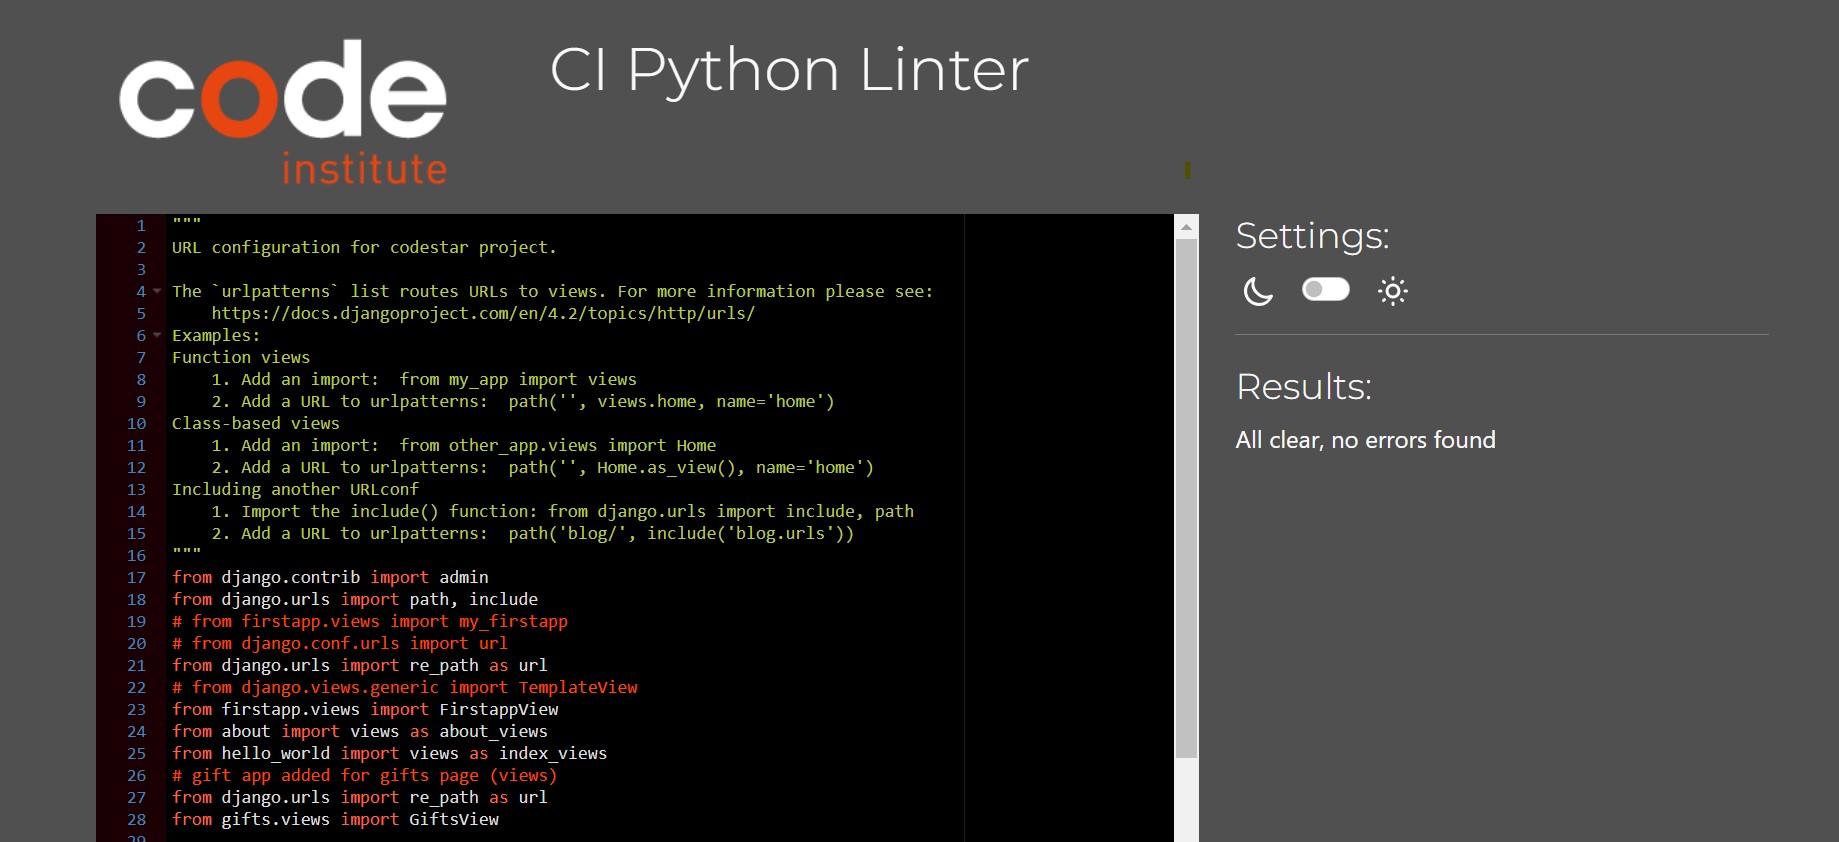 code
institute
CI Python Linter
1 """
2 URL configuration for codestar project.
3
4 The `urlpatterns` list routes URLs to views. For more information please see:
5     https://docs.djangoproject.com/en/4.2/topics/http/urls/
6 Examples:
7 Function views
8     1. Add an import:  from my_app import views
9     2. Add a URL to urlpatterns:  path('', views.home, name='home')
10 Class-based views
11     1. Add an import:  from other_app.views import Home
12     2. Add a URL to urlpatterns:  path('', Home.as_view(), name='home')
13 Including another URLconf
14     1. Import the include() function: from django.urls import include, path
15     2. Add a URL to urlpatterns:  path('blog/', include('blog.urls'))
16 """
17 from django.contrib import admin
18 from django.urls import path, include
19 # from firstapp.views import my_firstapp
20 # from django.conf.urls import url
21 from django.urls import re_path as url
22 # from django.views.generic import TemplateView
23 from firstapp.views import FirstappView
24 from about import views as about_views
25 from hello_world import views as index_views
26 # gift app added for gifts page (views)
27 from django.urls import re_path as url
28 from gifts.views import GiftsView
29
Settings:
Results:
All clear, no errors found